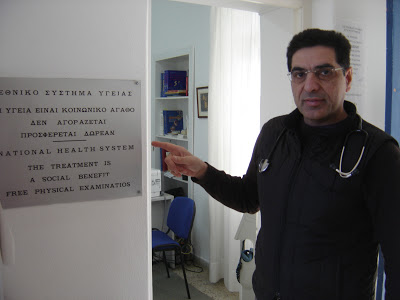 ΕΘΝΙΚΟ ΣΥΣΤΗΜΑ ΥΓΕΙΑΣ
Η ΥΓΕΙΑ ΕΙΝΑΙ ΚΟΙΝΩΝΙΚΟ ΑΓΑΘΟ
ΔΕΝ ΑΓΟΡΑΖΕΤΑΙ
ΠΡΟΣΦΕΡΕΤΑΙ ΔΩΡΕΑΝ
NATIONAL HEALTH SYSTEM
THE TREATMENT IS
A SOCIAL BENEFIT
FREE PHYSICAL EXAMINATIOS